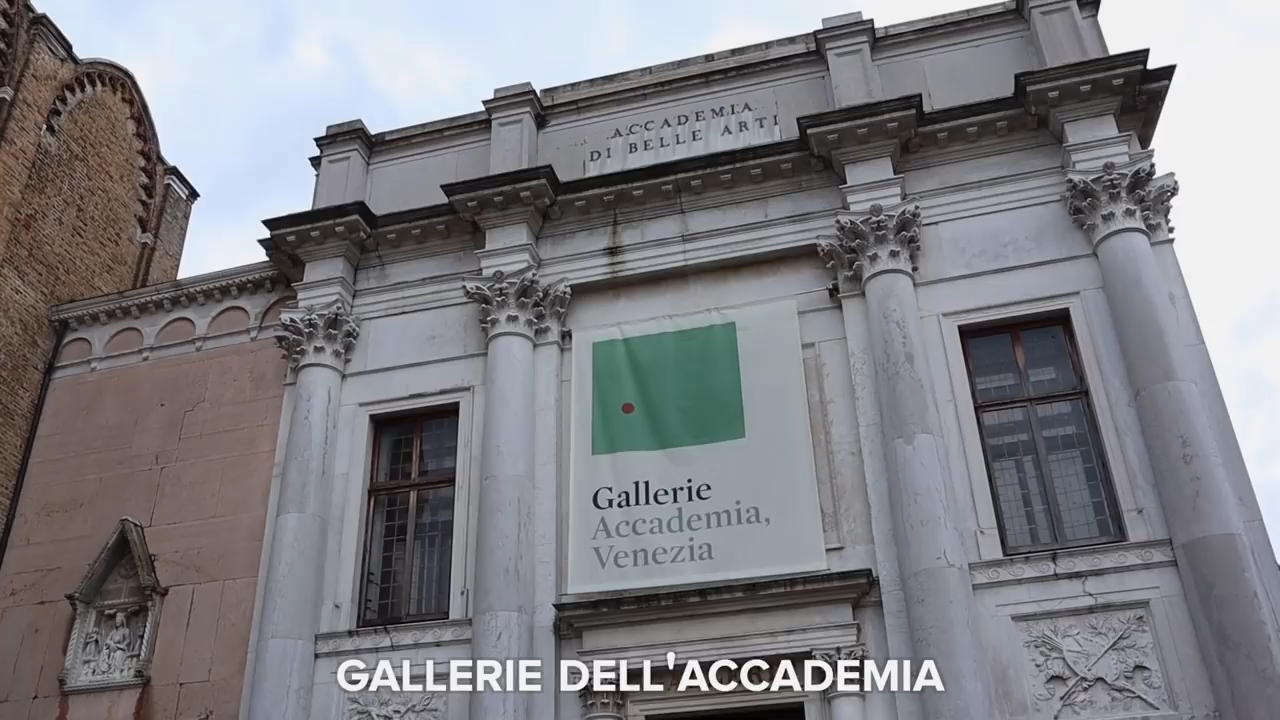 ACCADEMIA
DI BELLE ARTI
Gallerie
Accademia,
Venezia
GALLERIE DELL'ACCADEMIA